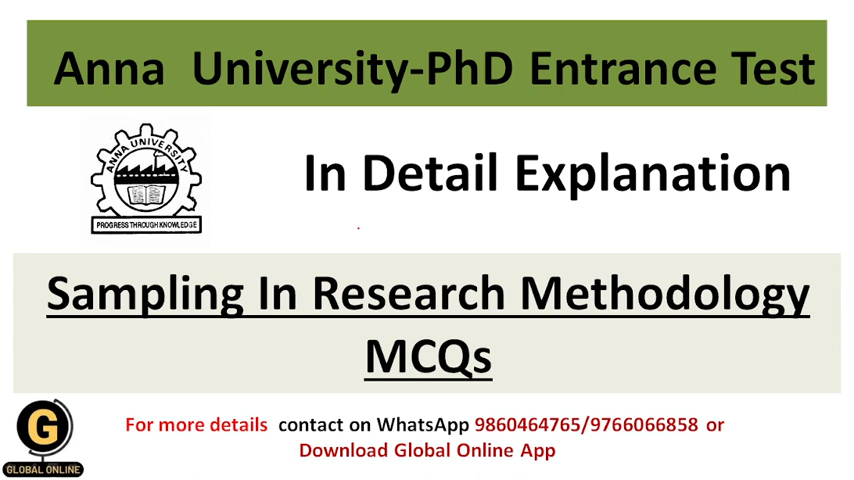 Anna University-PhD Entrance Test
ANNA UNIVERSITY
PROGRESS THROUGH KNOWLEDGE
In Detail Explanation
Sampling In Research Methodology
MCQs
G
GLOBAL ONLINE
For more details contact on WhatsApp 9860464765/9766066858 or
Download Global Online App